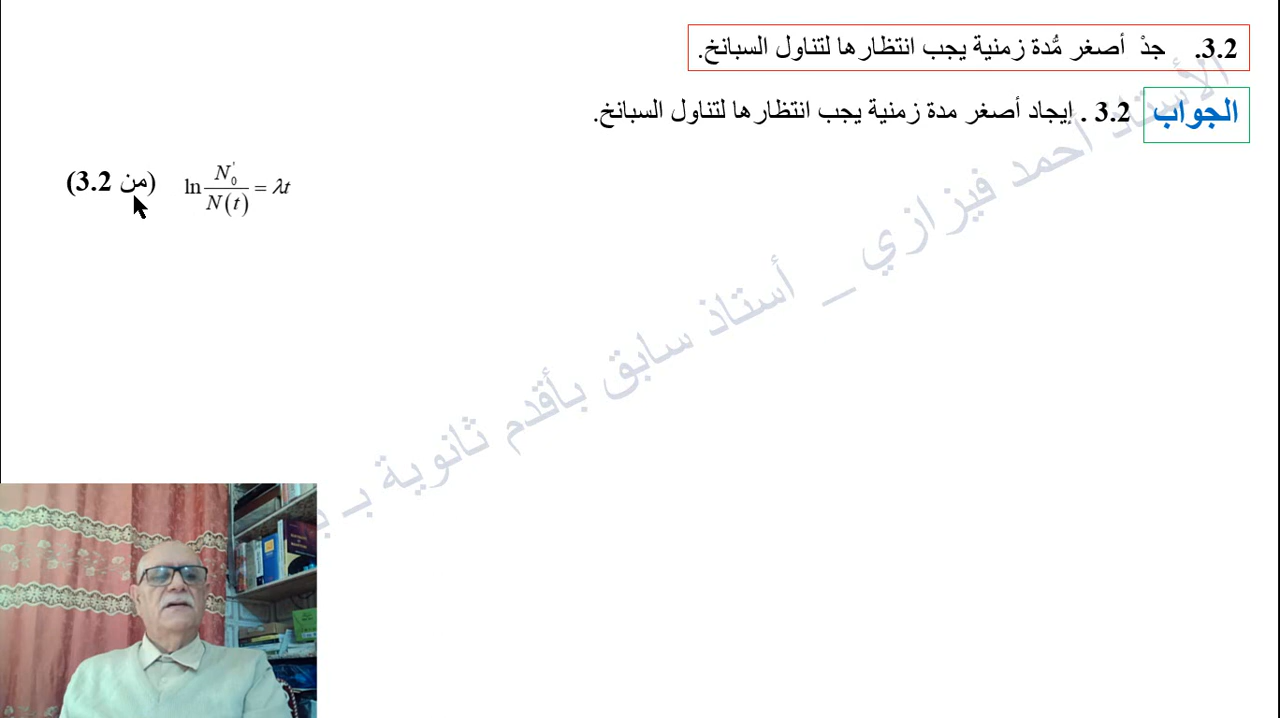 3.2. جدْ أصغر مُّدة زمنية يجب انتظارها لتناول السبانخ.
الجواب 3.2 . إيجاد أصغر مدة زمنية يجب انتظارها لتناول السبانخ.
ln N'₀/N(t) = λt (من 3.2)
الأستاذ أحمد فيزازي _ أستاذ سابق بأقدم ثانوية بـ